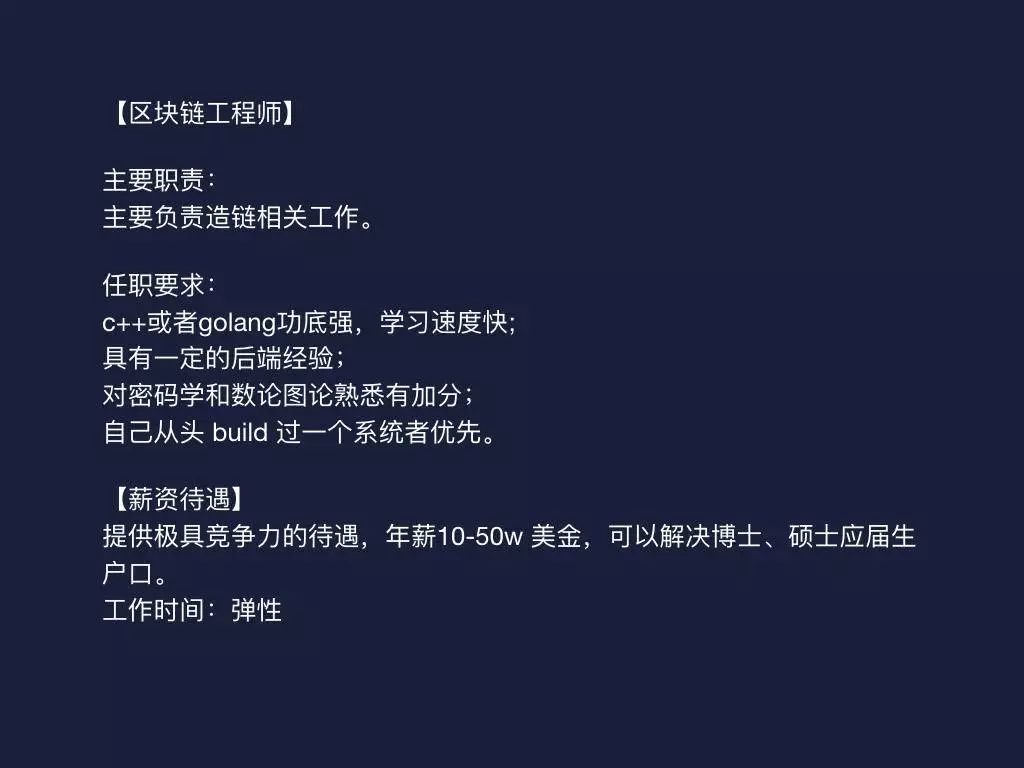 【区块链工程师】
主要职责：
主要负责造链相关工作。
任职要求：
c++或者golang功底强，学习速度快;
具有一定的后端经验；
对密码学和数论图论熟悉有加分；
自己从头 build 过一个系统者优先。
【薪资待遇】
提供极具竞争力的待遇，年薪10-50w 美金，可以解决博士、硕士应届生
户口。
工作时间：弹性